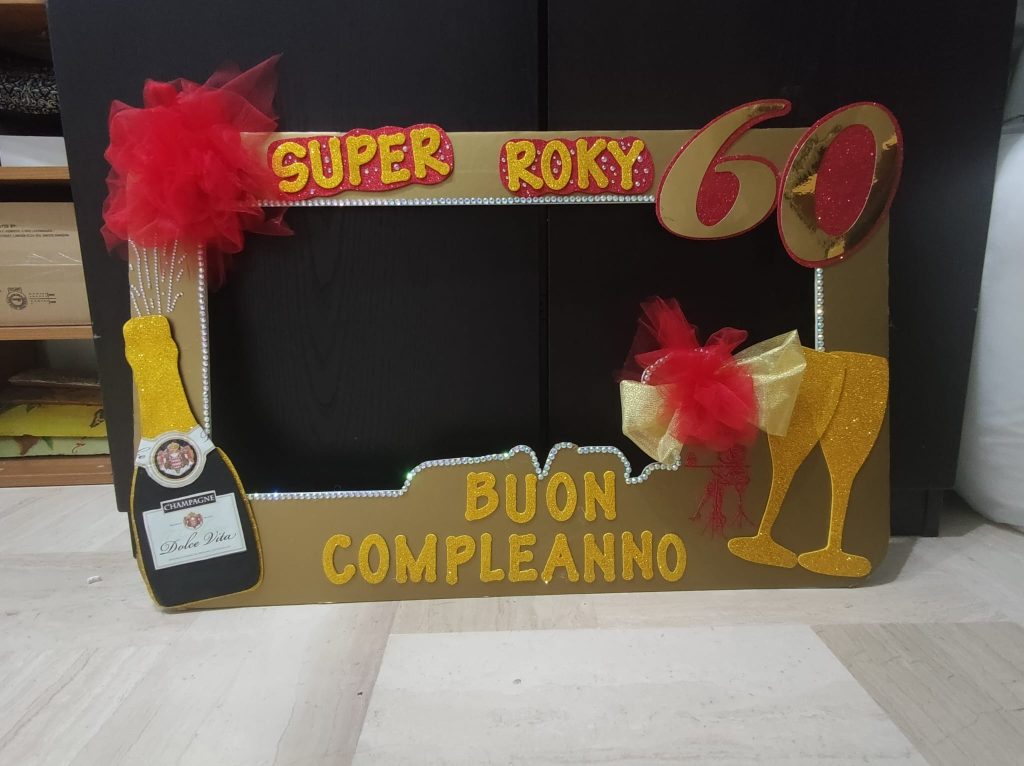 SUPER ROKY 60
CHAMPAGNE
Dolce Vita
BUON
COMPLEANNO